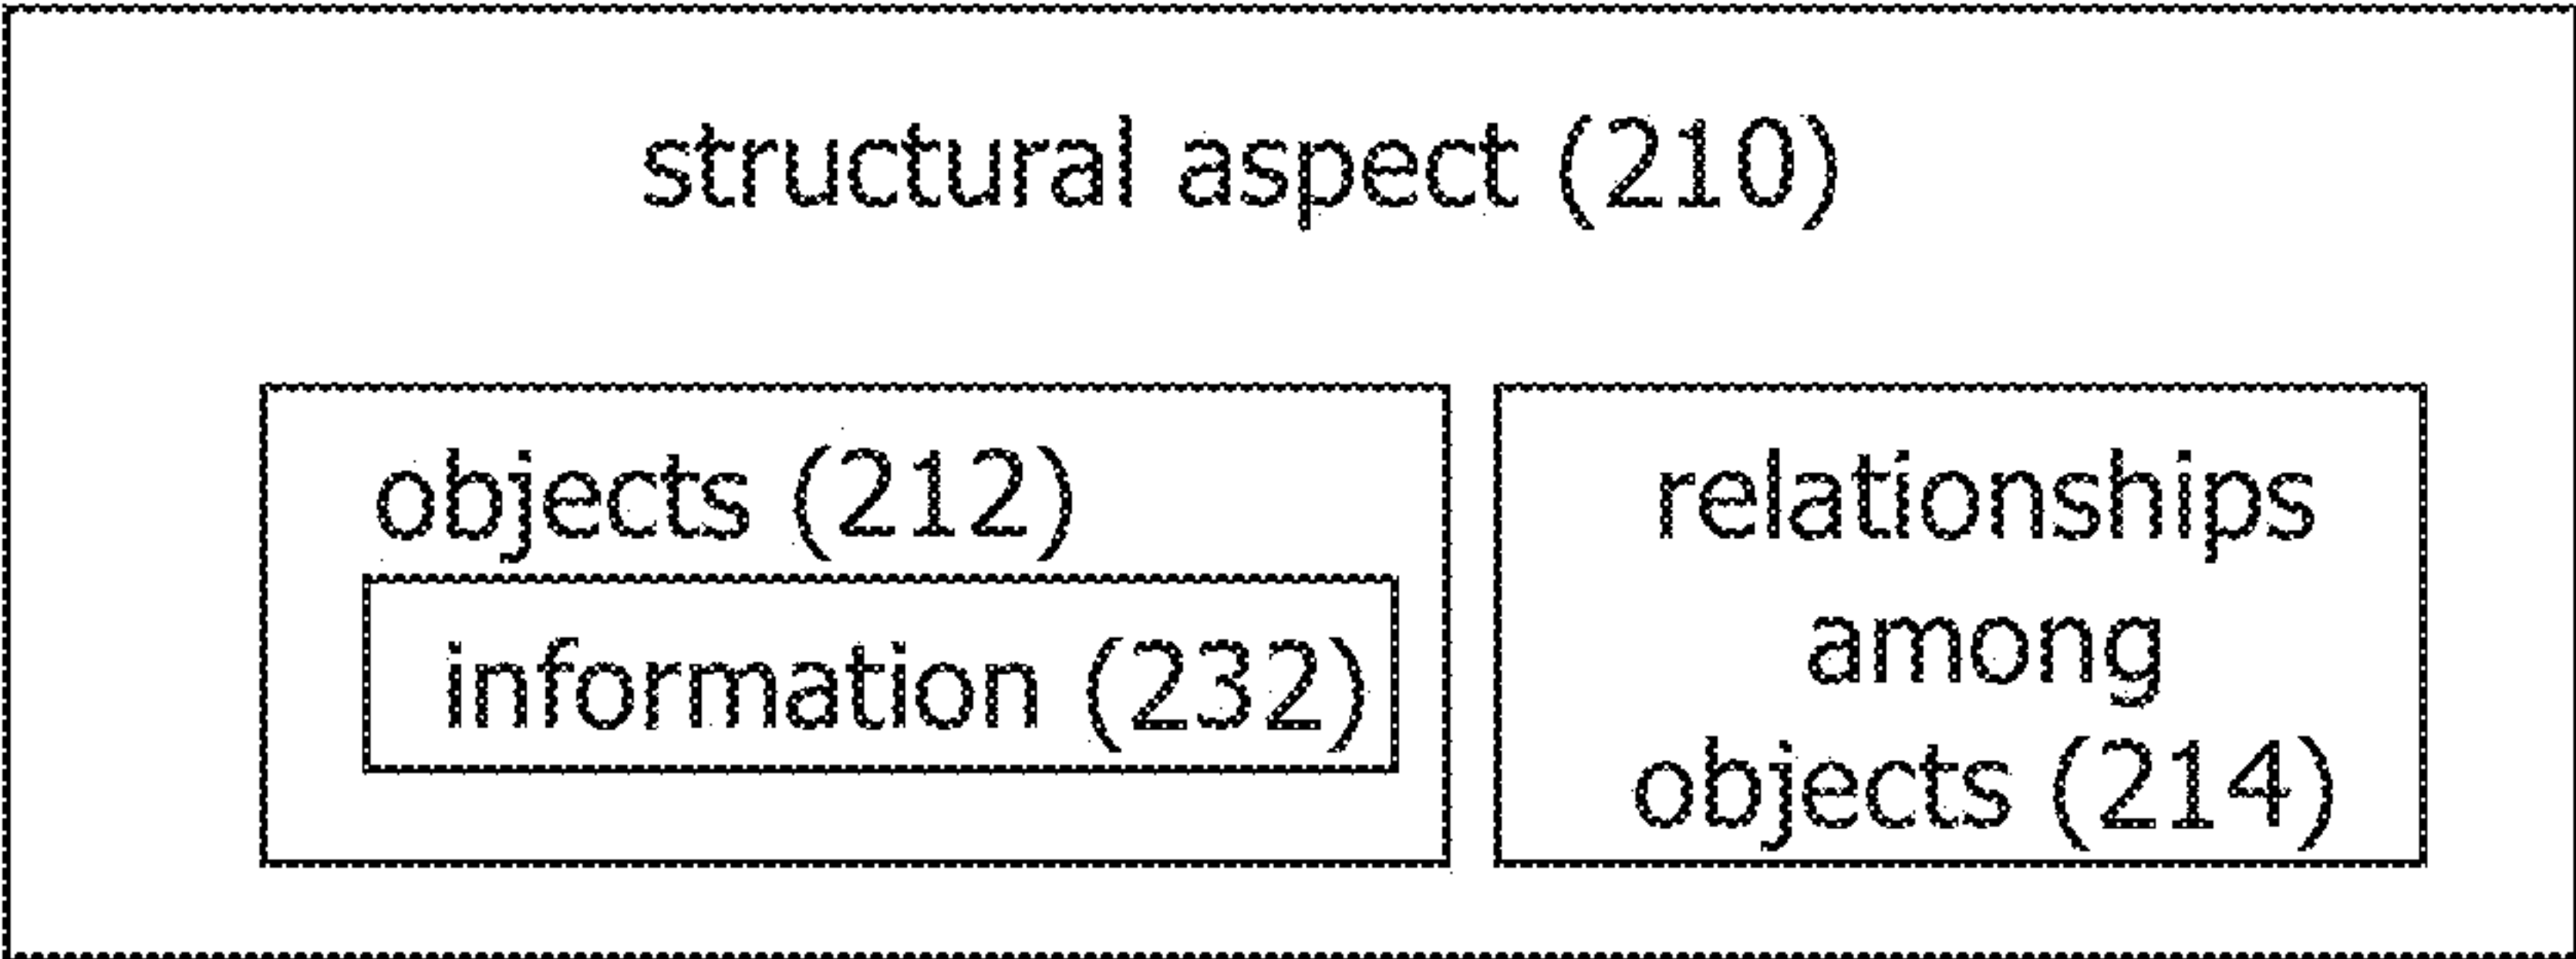 structural aspect (210)
objects (212)
information (232)
relationships
among
objects (214)